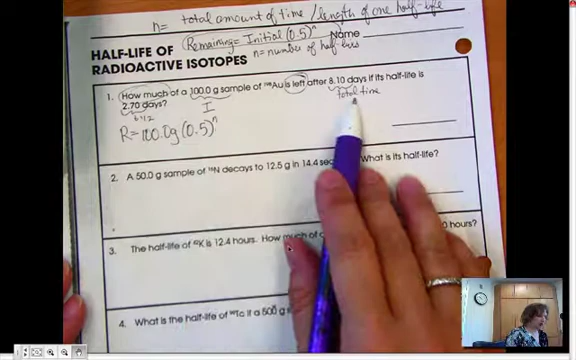 n= total amount of time / length of one half-life
Remaining = Initial (0.5)ⁿ Name
HALF-LIFE OF n=number of half-lives
RADIOACTIVE ISOTOPES
1. How much of a 100.0 g sample of ¹⁹⁸Au is left after 8.10 days if its half-life is
2.70 days? I total time
R=100.0g (0.5)ⁿ
2. A 50.0 g sample of ¹⁶N decays to 12.5 g in 14.4 What is its half-life?
3. The half-life of ⁴²K is 12.4 hours. How much of hours?
4. What is the half-life of ⁹⁹Tc if a 500 g